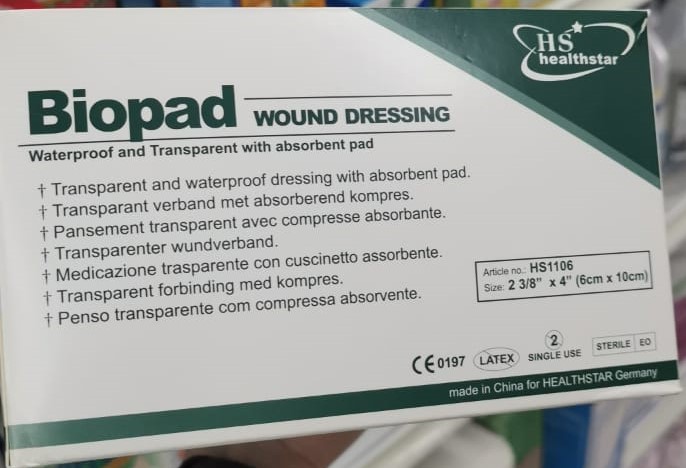 HS
healthstar
Biopad WOUND DRESSING
Waterproof and Transparent with absorbent pad
† Transparent and waterproof dressing with absorbent pad.
† Transparant verband met absorberend kompres.
† Pansement transparent avec compresse absorbante.
† Transparenter wundverband.
† Medicazione trasparente con cuscinetto assorbente.
† Transparent forbinding med kompres.
† Penso transparente com compressa absorvente.
Article no.: HS1106
Size: 2 3/8" x 4" (6cm x 10cm)
CE0197 LATEX 2 SINGLE USE STERILE EO
made in China for HEALTHSTAR Germany